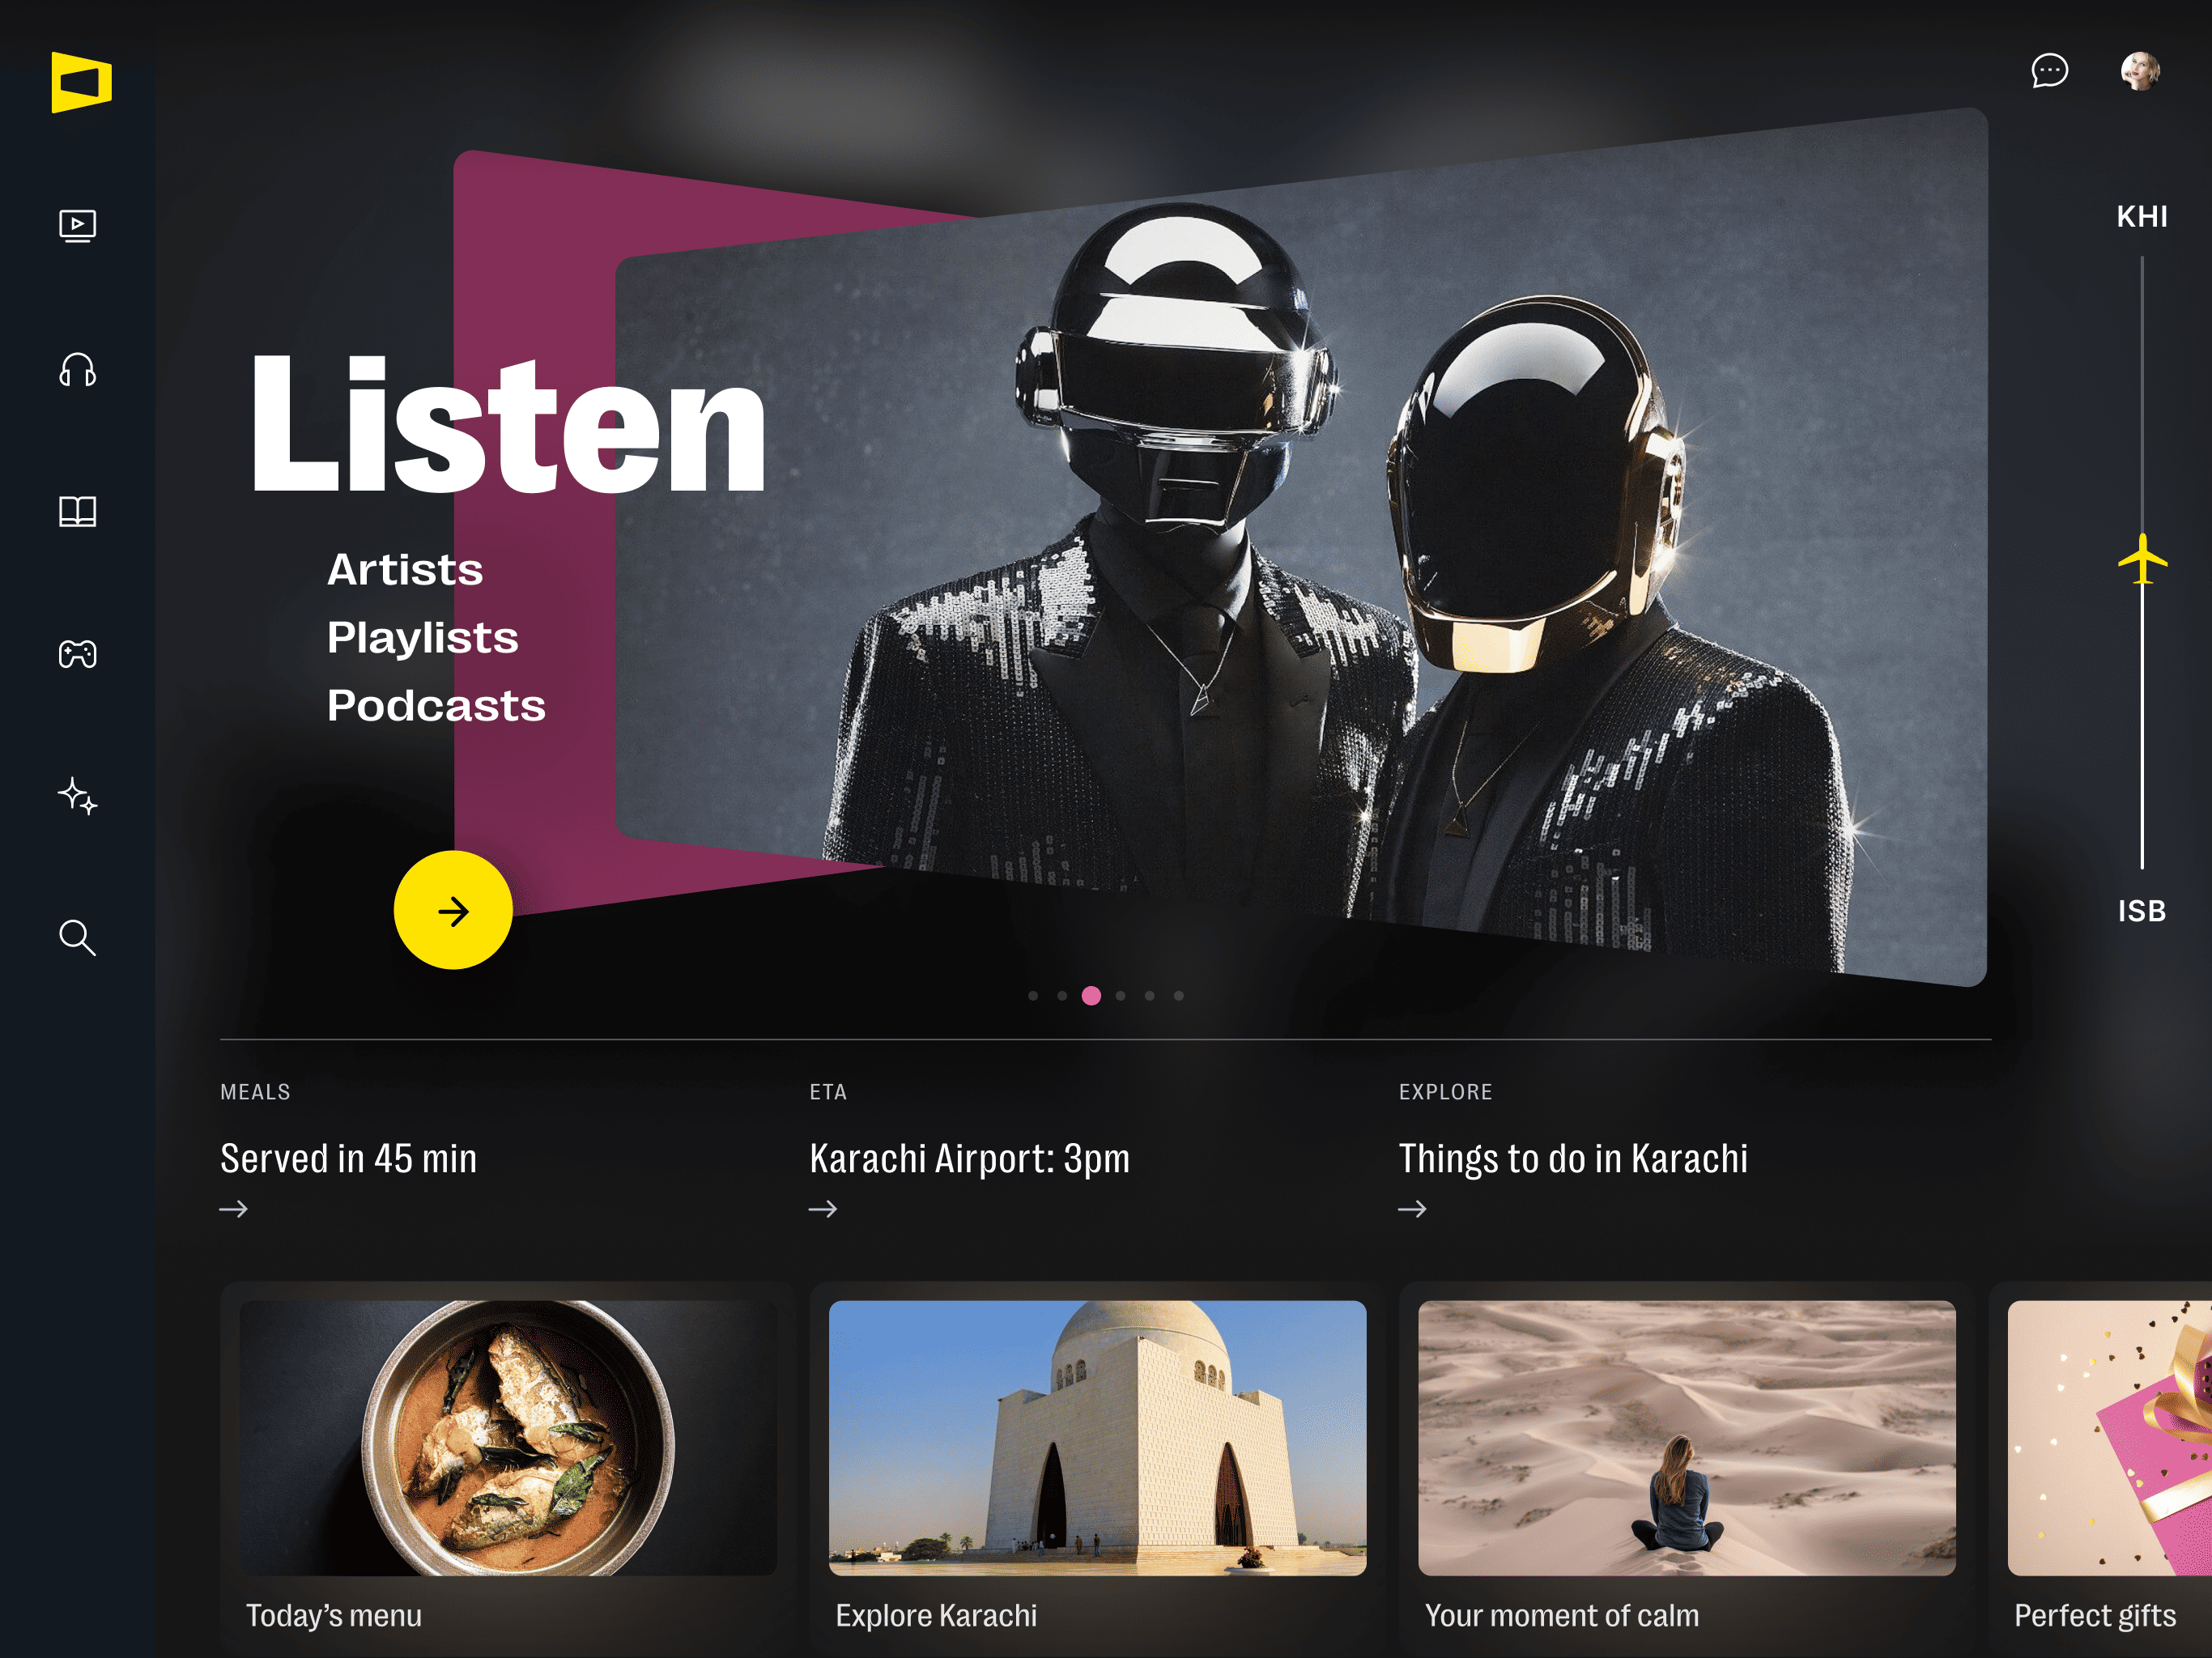 KHI
Listen
Artists
Playlists
Podcasts
ISB
MEALS
Served in 45 min
ETA
Karachi Airport: 3pm
EXPLORE
Things to do in Karachi
Today’s menu
Explore Karachi
Your moment of calm
Perfect gifts